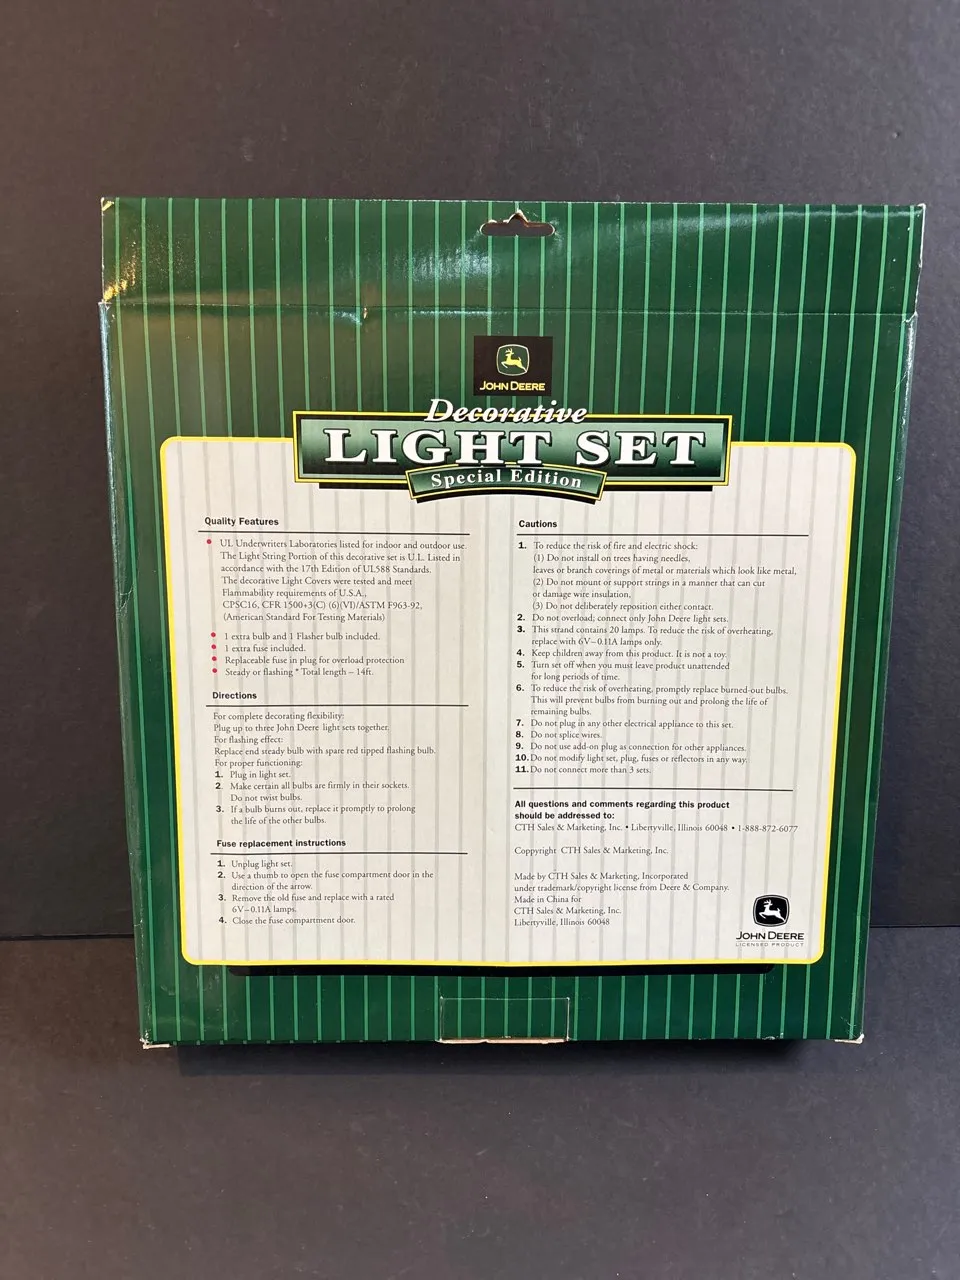 JOHN DEERE
Decorative
LIGHT SET
Special Edition
Quality Features
• UL Underwriters Laboratories listed for indoor and outdoor use.
The Light String Portion of this decorative set is U.L. Listed in
accordance with the 17th Edition of UL588 Standards.
The decorative Light Covers were tested and meet
Flammability requirements of U.S.A.,
CPSC16, CFR 1500+3(C) (6)(VI)/ASTM F963-92,
(American Standard For Testing Materials)
• 1 extra bulb and 1 Flasher bulb included.
• 1 extra fuse included.
• Replaceable fuse in plug for overload protection
• Steady or flashing * Total length – 14ft.
Directions
For complete decorating flexibility:
Plug up to three John Deere light sets together.
For flashing effect:
Replace end steady bulb with spare red tipped flashing bulb.
For proper functioning:
1. Plug in light set.
2. Make certain all bulbs are firmly in their sockets.
Do not twist bulbs.
3. If a bulb burns out, replace it promptly to prolong
the life of the other bulbs.
Fuse replacement instructions
1. Unplug light set.
2. Use a thumb to open the fuse compartment door in the
direction of the arrow.
3. Remove the old fuse and replace with a rated
6V–0.11A lamps.
4. Close the fuse compartment door.
Cautions
1. To reduce the risk of fire and electric shock:
(1) Do not install on trees having needles,
leaves or branch coverings of metal or materials which look like metal,
(2) Do not mount or support strings in a manner that can cut
or damage wire insulation,
(3) Do not deliberately reposition either contact.
2. Do not overload; connect only John Deere light sets.
3. This strand contains 20 lamps. To reduce the risk of overheating,
replace with 6V–0.11A lamps only.
4. Keep children away from this product. It is not a toy.
5. Turn set off when you must leave product unattended
for long periods of time.
6. To reduce the risk of overheating, promptly replace burned-out bulbs.
This will prevent bulbs from burning out and prolong the life of
remaining bulbs.
7. Do not plug in any other electrical appliance to this set.
8. Do not splice wires.
9. Do not use add-on plug as connection for other appliances.
10. Do not modify light set, plug, fuses or reflectors in any way.
11. Do not connect more than 3 sets.
All questions and comments regarding this product
should be addressed to:
CTH Sales & Marketing, Inc. • Libertyville, Illinois 60048 • 1-888-872-6077
Coppyright CTH Sales & Marketing, Inc.
Made by CTH Sales & Marketing, Incorporated
under trademark/copyright license from Deere & Company.
Made in China for
CTH Sales & Marketing, Inc.
Libertyville, Illinois 60048
JOHN DEERE
LICENSED PRODUCT